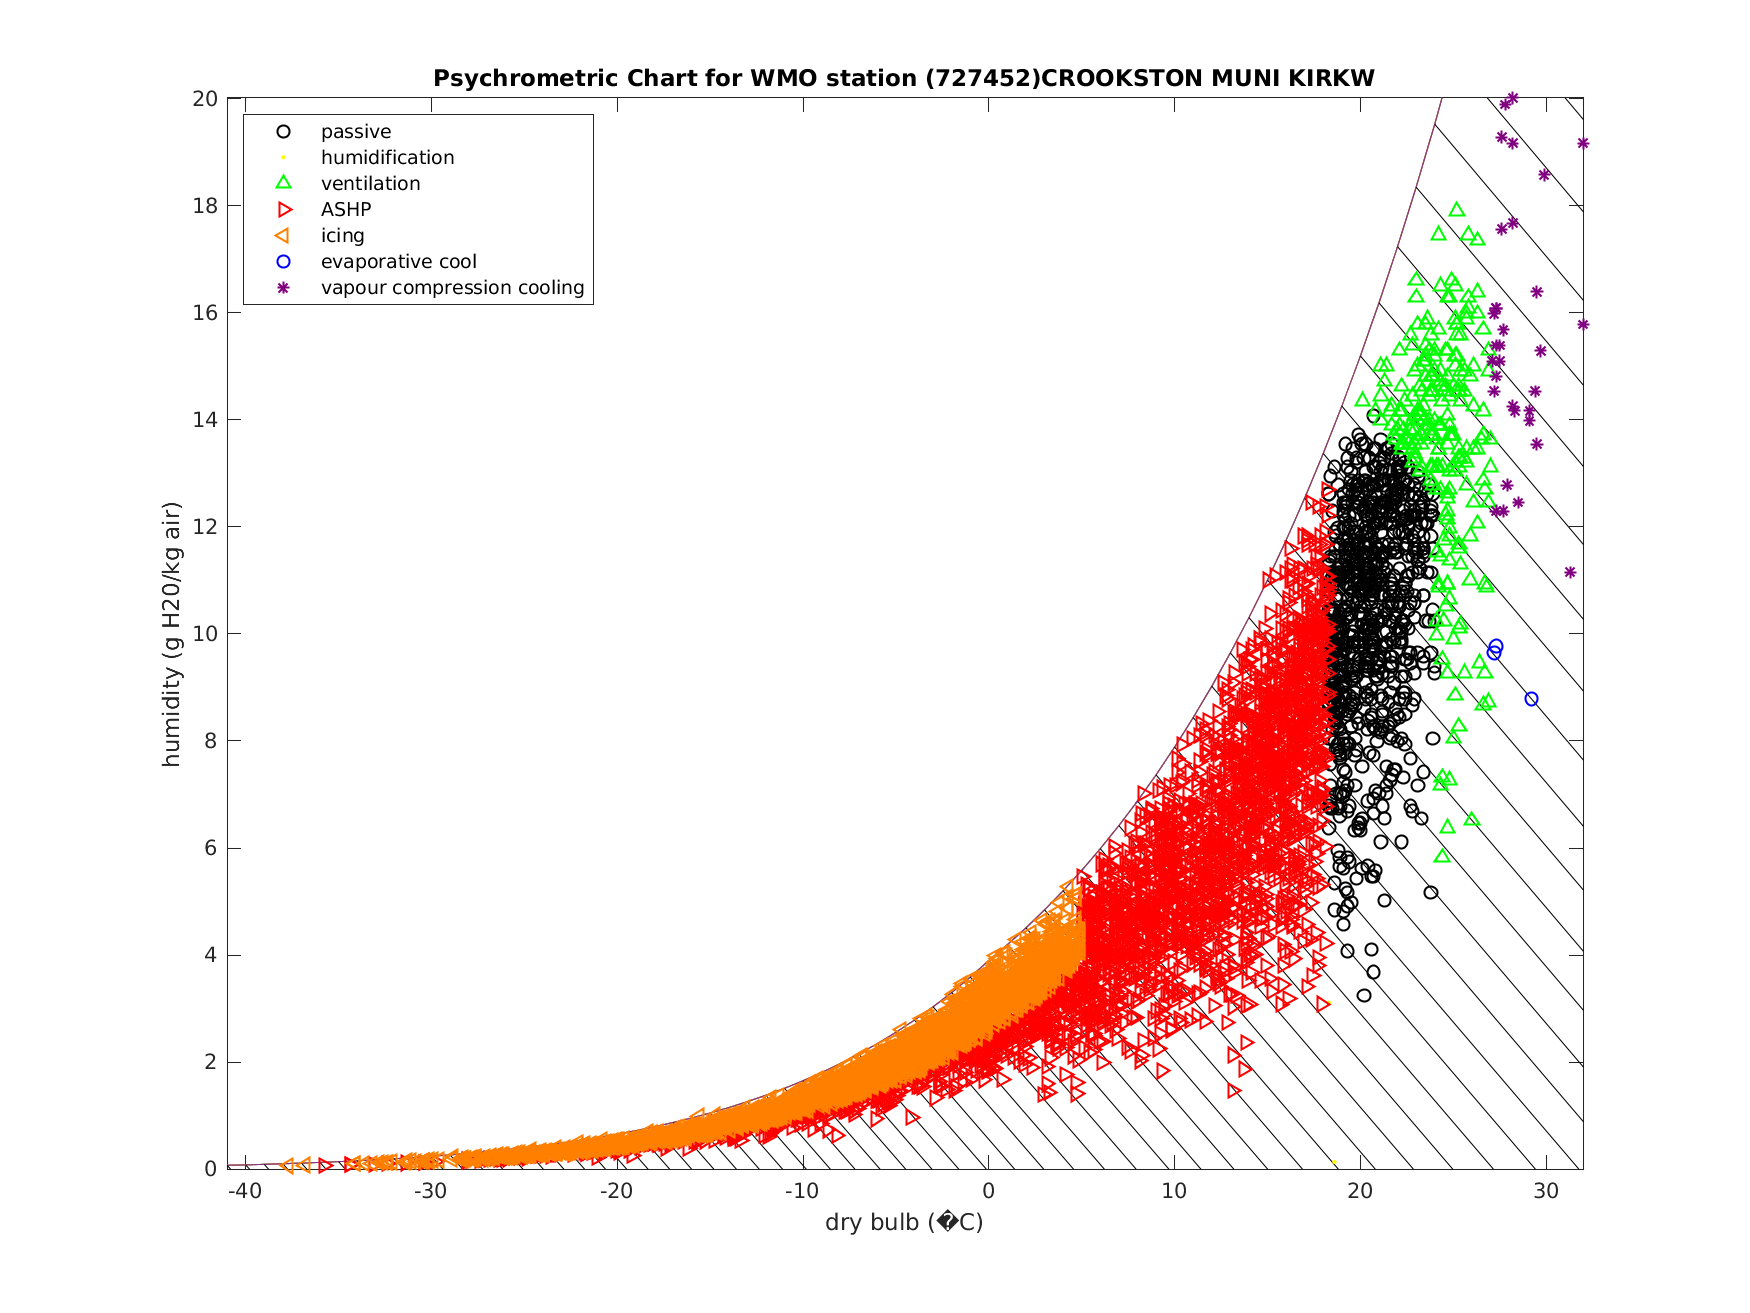 Psychrometric Chart for WMO station (727452)CROOKSTON MUNI KIRKW
20
18
16
14
12
10
8
6
4
2
0
humidity (g H20/kg air)
passive
humidification
ventilation
ASHP
icing
evaporative cool
vapour compression cooling
-40 -30 -20 -10 0 10 20 30
dry bulb (�C)